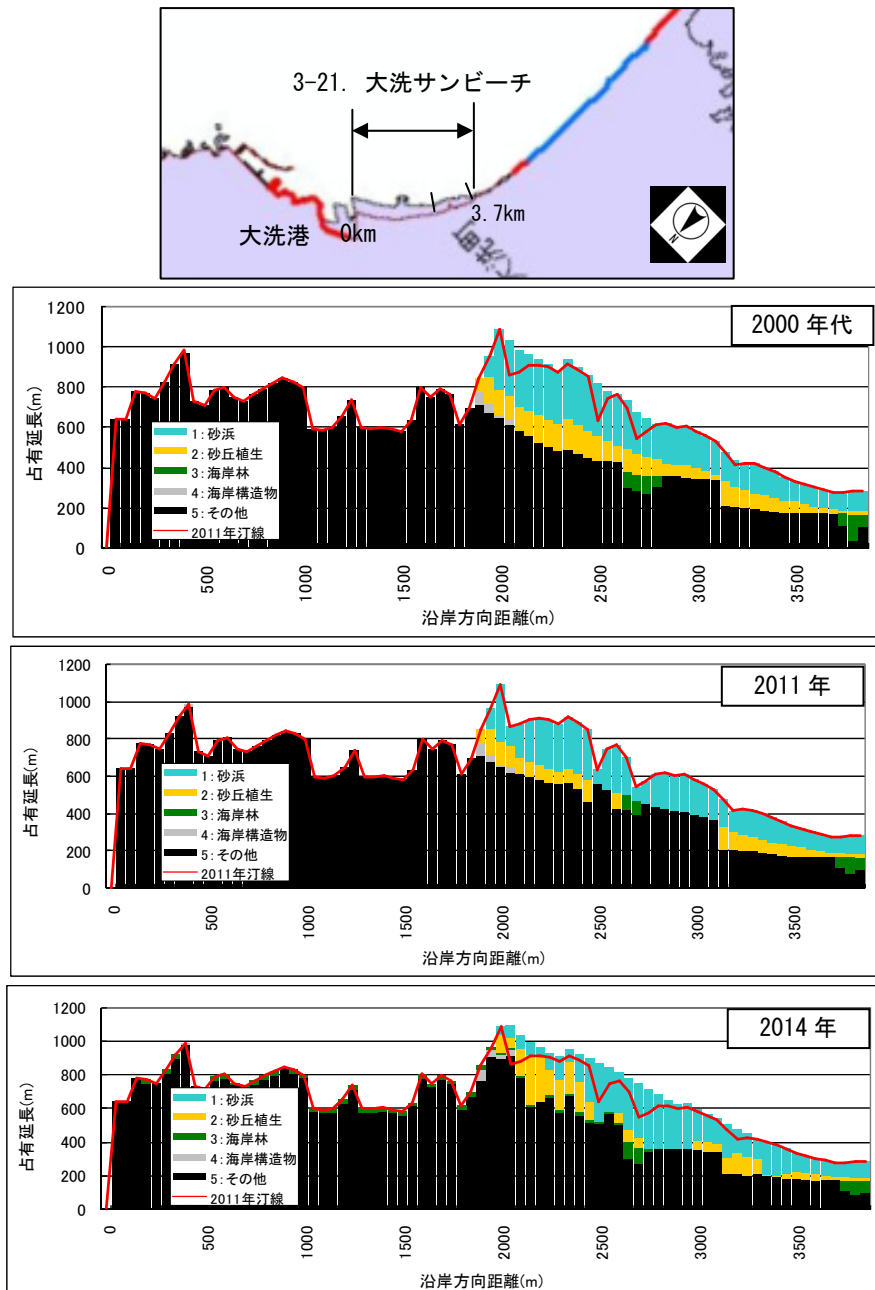 3-21. 大洗サンビーチ
大洗港
0km
3.7km
大洗町
N
2000 年代
1200
1000
800
600
400
200
0
占有延長(m)
1:砂浜
2:砂丘植生
3:海岸林
4:海岸構造物
5:その他
2011年汀線
0
500
1000
1500
2000
2500
3000
3500
沿岸方向距離(m)
2011 年
1200
1000
800
600
400
200
0
占有延長(m)
1:砂浜
2:砂丘植生
3:海岸林
4:海岸構造物
5:その他
2011年汀線
0
500
1000
1500
2000
2500
3000
3500
沿岸方向距離(m)
2014 年
1200
1000
800
600
400
200
0
占有延長(m)
1:砂浜
2:砂丘植生
3:海岸林
4:海岸構造物
5:その他
2011年汀線
0
500
1000
1500
2000
2500
3000
3500
沿岸方向距離(m)